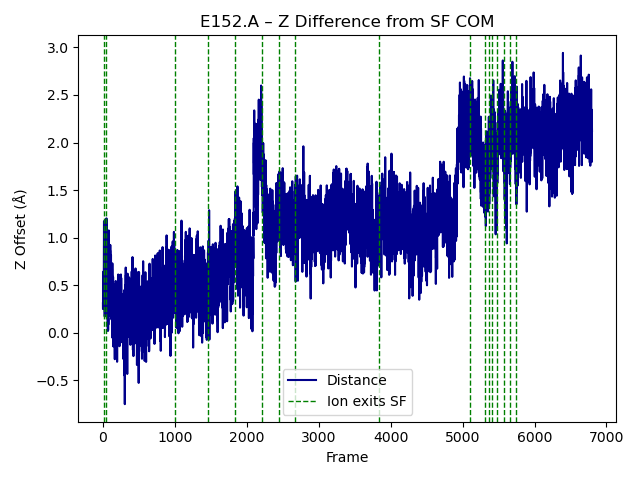 E152.A – Z Difference from SF COM
Z Offset (Å)
3.0
2.5
2.0
1.5
1.0
0.5
0.0
−0.5
Distance
Ion exits SF
0 1000 2000 3000 4000 5000 6000 7000
Frame